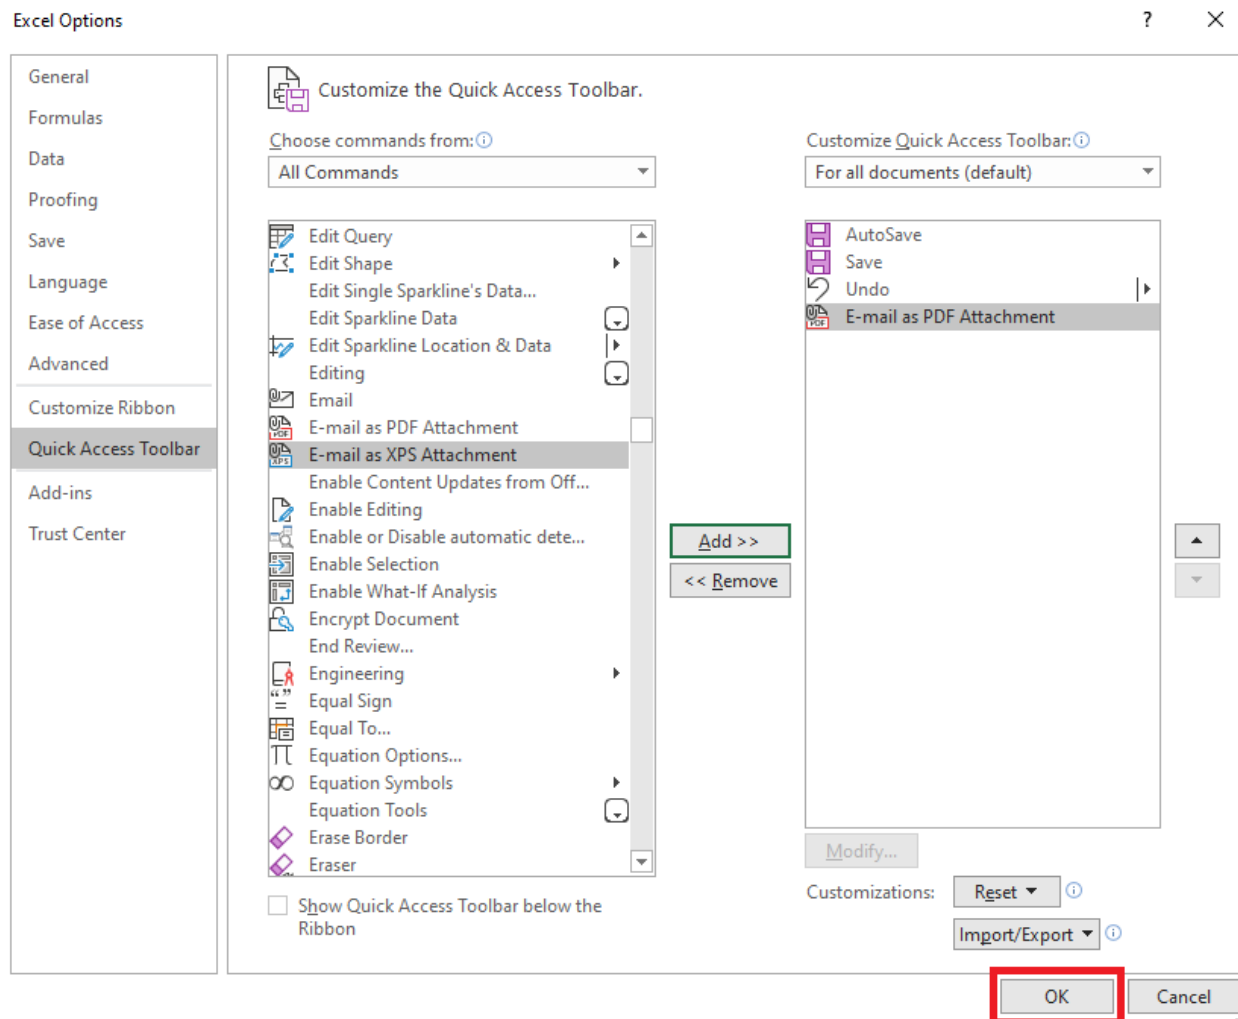 Excel Options
?
General
Formulas
Data
Proofing
Save
Language
Ease of Access
Advanced
Customize Ribbon
Quick Access Toolbar
Add-ins
Trust Center
Customize the Quick Access Toolbar.
Choose commands from:
All Commands
Edit Query
Edit Shape
Edit Single Sparkline's Data...
Edit Sparkline Data
Edit Sparkline Location & Data
Editing
Email
E-mail as PDF Attachment
E-mail as XPS Attachment
Enable Content Updates from Off...
Enable Editing
Enable or Disable automatic dete...
Enable Selection
Enable What-If Analysis
Encrypt Document
End Review...
Engineering
Equal Sign
Equal To...
Equation Options...
Equation Symbols
Equation Tools
Erase Border
Eraser
Show Quick Access Toolbar below the
Ribbon
Add >>
<< Remove
Customize Quick Access Toolbar:
For all documents (default)
AutoSave
Save
Undo
E-mail as PDF Attachment
Modify...
Customizations:
Reset
Import/Export
OK
Cancel